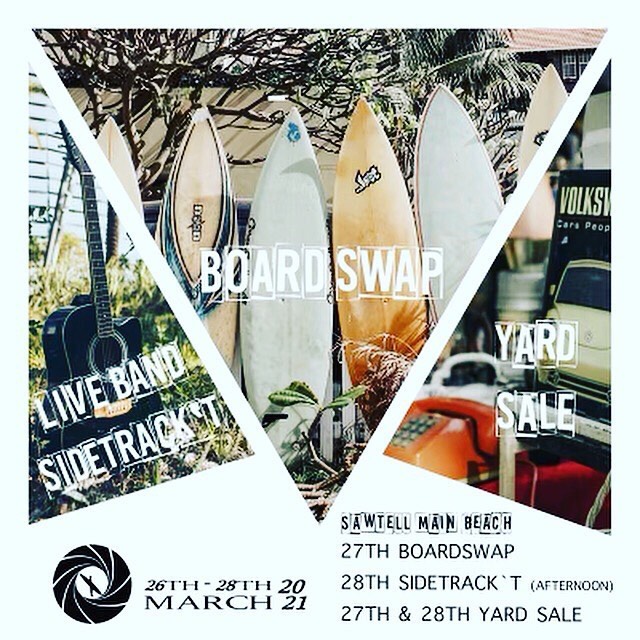 BOARD SWAP
LIVE BAND
SIDETRACK'T
VOLKSW
Cars Peop
YARD
SALE
SAWTELL MAIN BEACH
27TH BOARDSWAP
28TH SIDETRACK`T (AFTERNOON)
27TH & 28TH YARD SALE
26TH - 28TH 20
MARCH 21